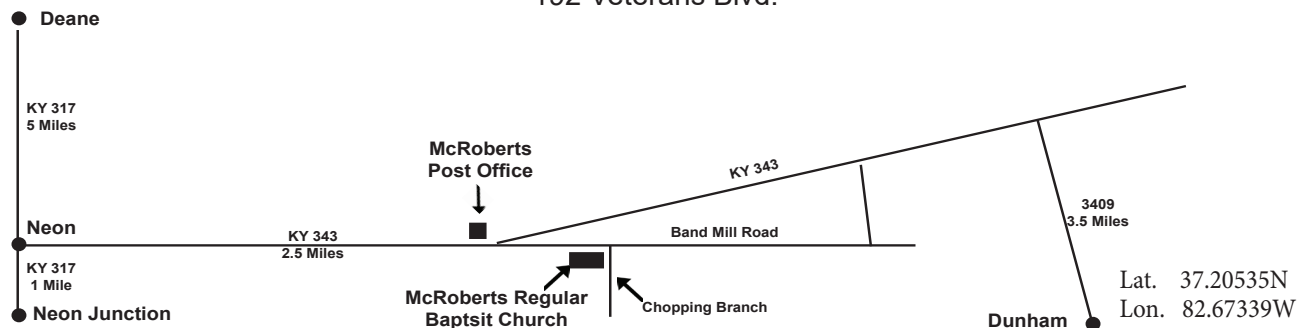 Veterans Blvd.
Deane
KY 317
5 Miles
McRoberts
Post Office
KY 343
3409
3.5 Miles
Neon
KY 343
2.5 Miles
Band Mill Road
KY 317
1 Mile
Neon Junction
McRoberts Regular
Baptsit Church
Chopping Branch
Dunham
Lat. 37.20535N
Lon. 82.67339W